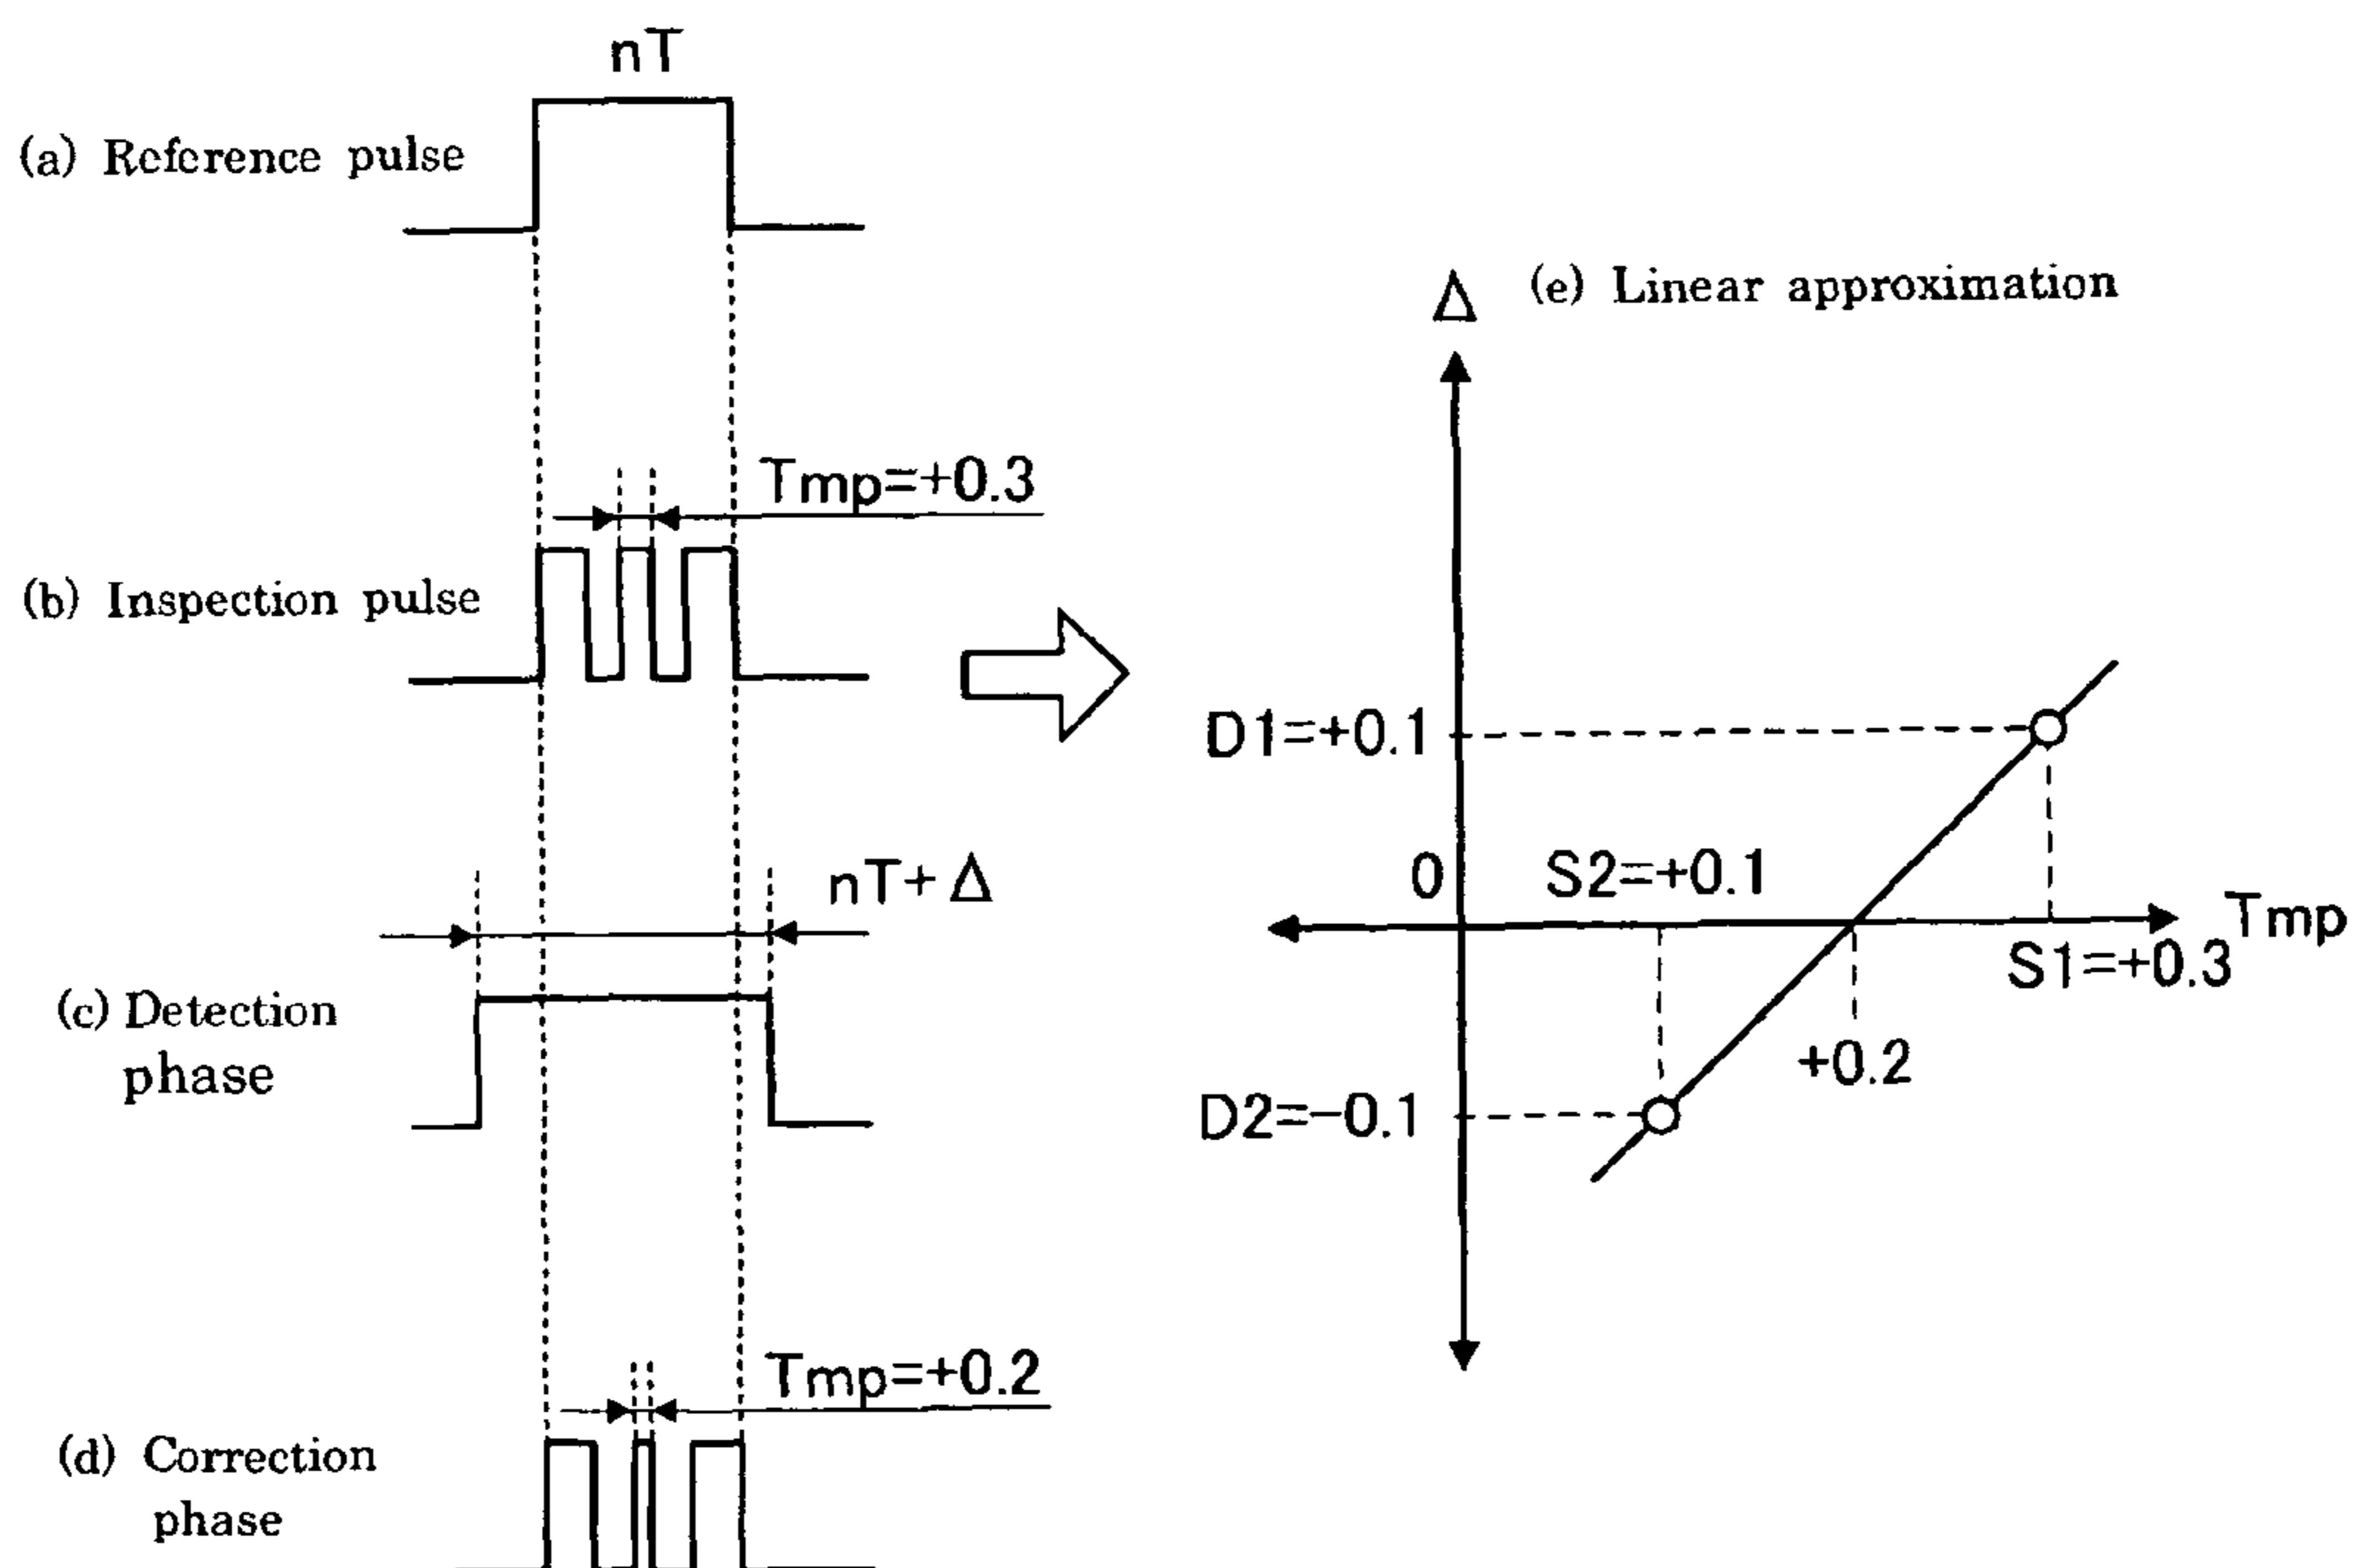 nT
(a) Reference pulse
Tmp=+0.3
(b) Inspection pulse
nT+Δ
(c) Detection
phase
Tmp=+0.2
(d) Correction
phase
Δ
(e) Linear approximation
D1=+0.1
0
S2=+0.1
Tmp
S1=+0.3
+0.2
D2=−0.1